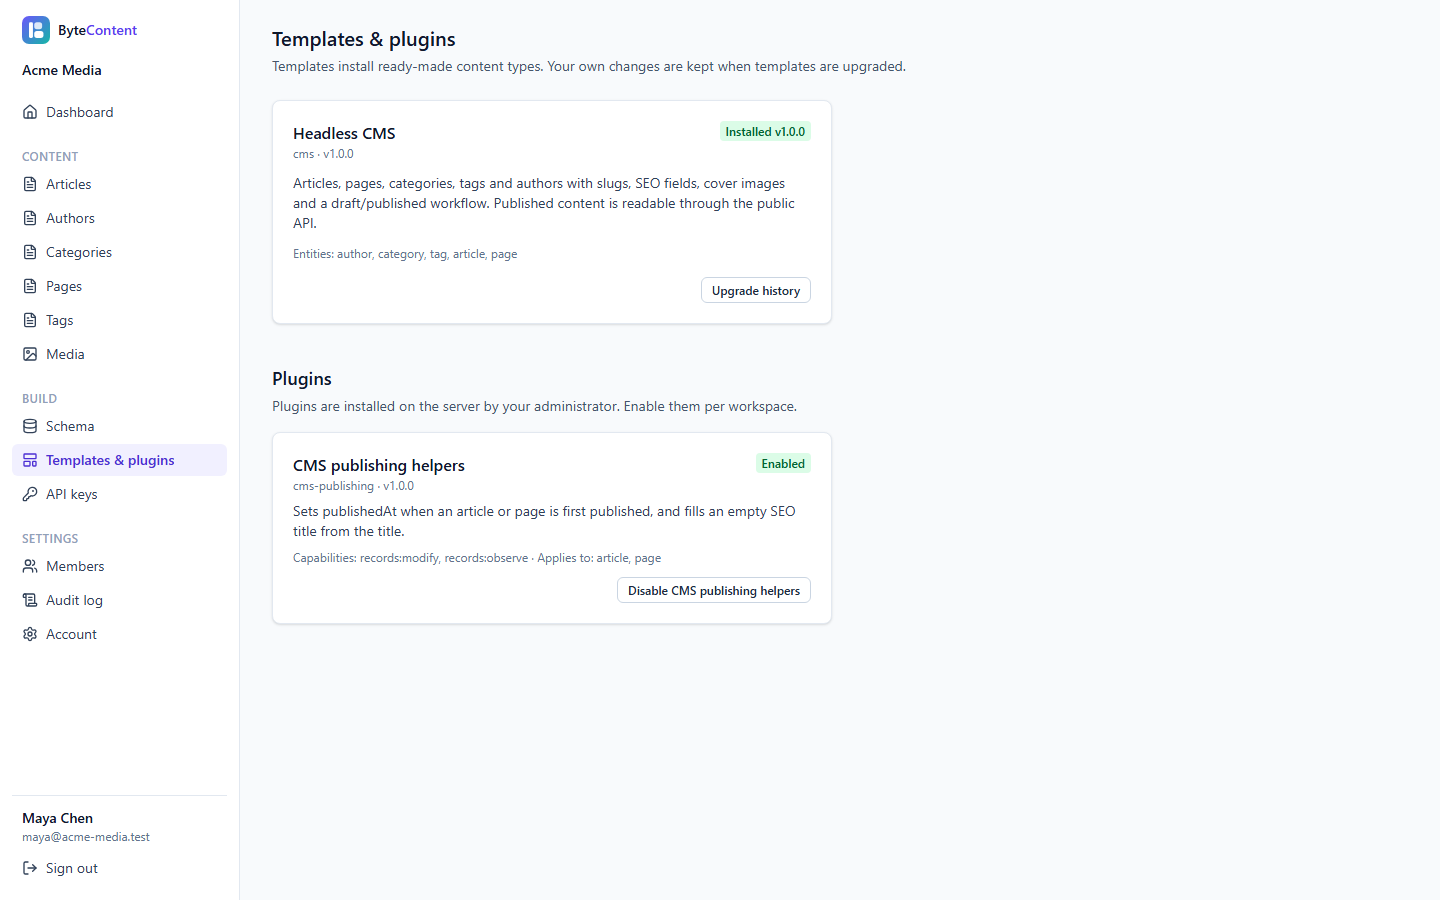 ByteContent
Acme Media
Dashboard
CONTENT
Articles
Authors
Categories
Pages
Tags
Media
BUILD
Schema
Templates & plugins
API keys
SETTINGS
Members
Audit log
Account
Maya Chen
maya@acme-media.test
Sign out
Templates & plugins
Templates install ready-made content types. Your own changes are kept when templates are upgraded.
Headless CMS
Installed v1.0.0
cms · v1.0.0
Articles, pages, categories, tags and authors with slugs, SEO fields, cover images
and a draft/published workflow. Published content is readable through the public
API.
Entities: author, category, tag, article, page
Upgrade history
Plugins
Plugins are installed on the server by your administrator. Enable them per workspace.
CMS publishing helpers
Enabled
cms-publishing · v1.0.0
Sets publishedAt when an article or page is first published, and fills an empty SEO
title from the title.
Capabilities: records:modify, records:observe · Applies to: article, page
Disable CMS publishing helpers